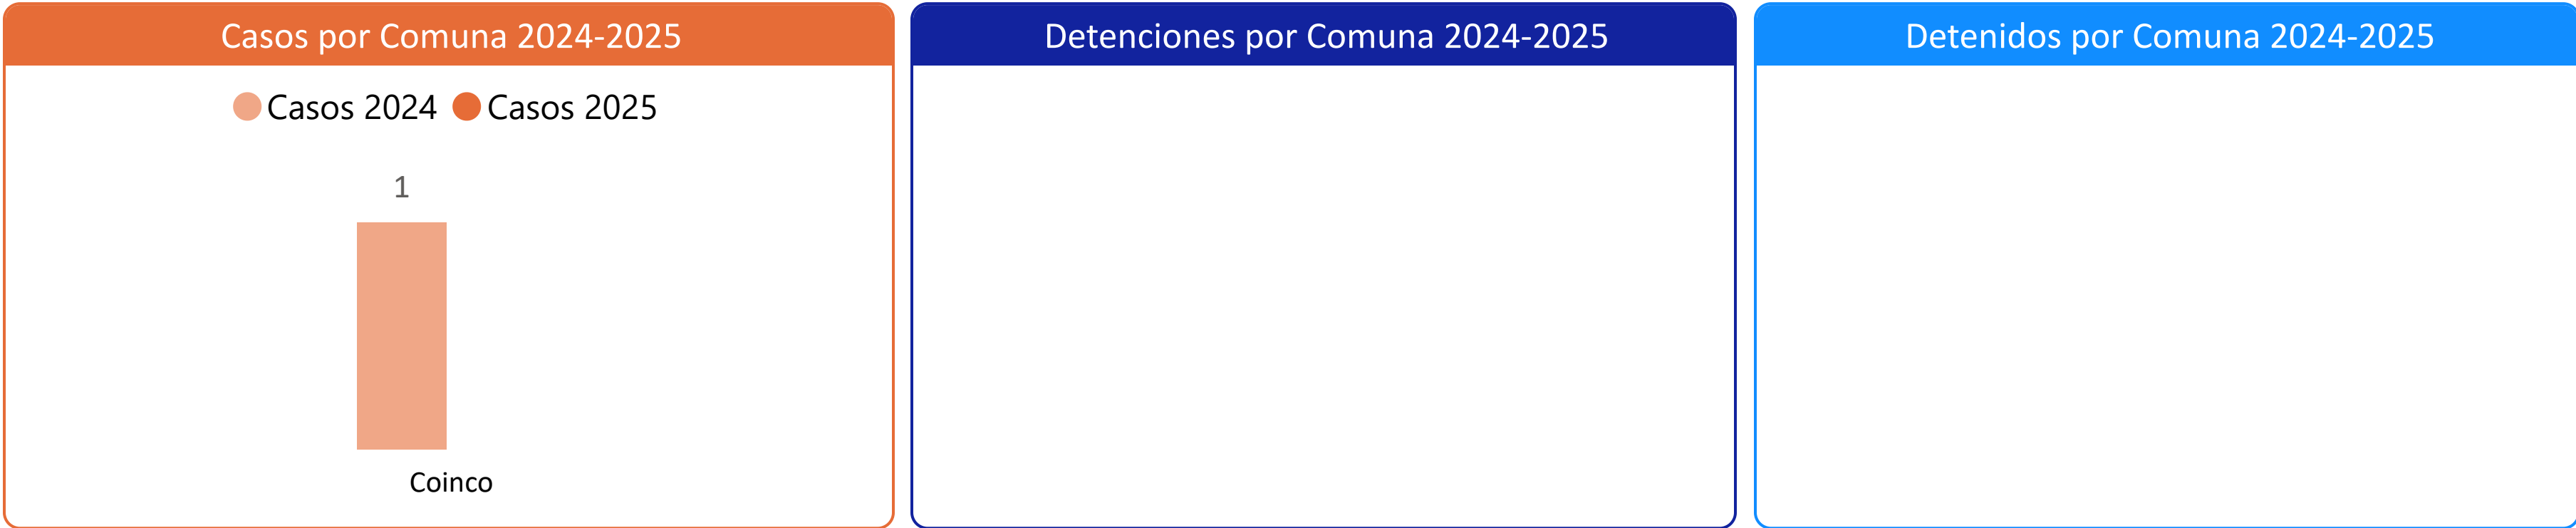 Casos por Comuna 2024-2025
Casos 2024 Casos 2025
1
Coinco
Detenciones por Comuna 2024-2025
Detenidos por Comuna 2024-2025